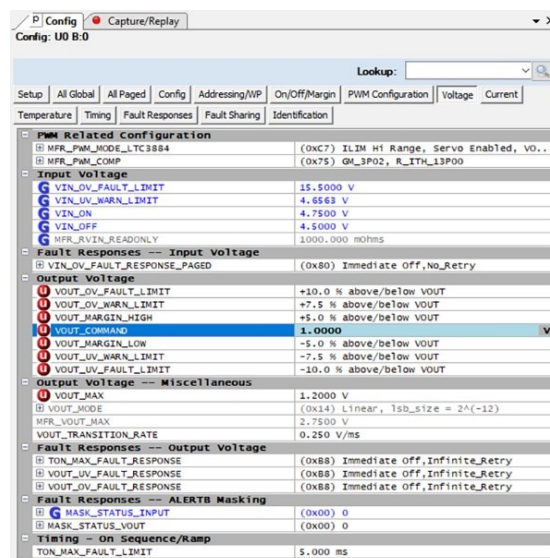 P Config Capture/Replay
Config: U0 B:0
Lookup:
Setup All Global All Paged Config Addressing/WP On/Off/Margin PWM Configuration Voltage Current
Temperature Timing Fault Responses Fault Sharing Identification
PWM Related Configuration
MFR_PWM_MODE_LTC3884 (0xC7) ILIM Hi Range, Servo Enabled, VO...
MFR_PWM_COMP (0x75) GM_3P02, R_ITH_13P00
Input Voltage
G VIN_OV_FAULT_LIMIT 15.5000 V
G VIN_UV_WARN_LIMIT 4.6563 V
G VIN_ON 4.7500 V
G VIN_OFF 4.5000 V
G MFR_RVIN_READONLY 1000.000 mOhms
Fault Responses -- Input Voltage
VIN_OV_FAULT_RESPONSE_PAGED (0x80) Immediate Off,No_Retry
Output Voltage
U VOUT_OV_FAULT_LIMIT +10.0 % above/below VOUT
U VOUT_OV_WARN_LIMIT +7.5 % above/below VOUT
U VOUT_MARGIN_HIGH +5.0 % above/below VOUT
U VOUT_COMMAND 1.0000 V
U VOUT_MARGIN_LOW -5.0 % above/below VOUT
U VOUT_UV_WARN_LIMIT -7.5 % above/below VOUT
U VOUT_UV_FAULT_LIMIT -10.0 % above/below VOUT
Output Voltage -- Miscellaneous
U VOUT_MAX 1.2000 V
VOUT_MODE (0x14) Linear, lsb_size = 2^(-12)
MFR_VOUT_MAX 2.7500 V
VOUT_TRANSITION_RATE 0.250 V/ms
Fault Responses -- Output Voltage
TON_MAX_FAULT_RESPONSE (0xB8) Immediate Off,Infinite_Retry
VOUT_UV_FAULT_RESPONSE (0xB8) Immediate Off,Infinite_Retry
VOUT_OV_FAULT_RESPONSE (0xB8) Immediate Off,Infinite_Retry
Fault Responses -- ALERTB Masking
G MASK_STATUS_INPUT (0x00) 0
MASK_STATUS_VOUT (0x00) 0
Timing - On Sequence/Ramp
TON_MAX_FAULT_LIMIT 5.000 ms